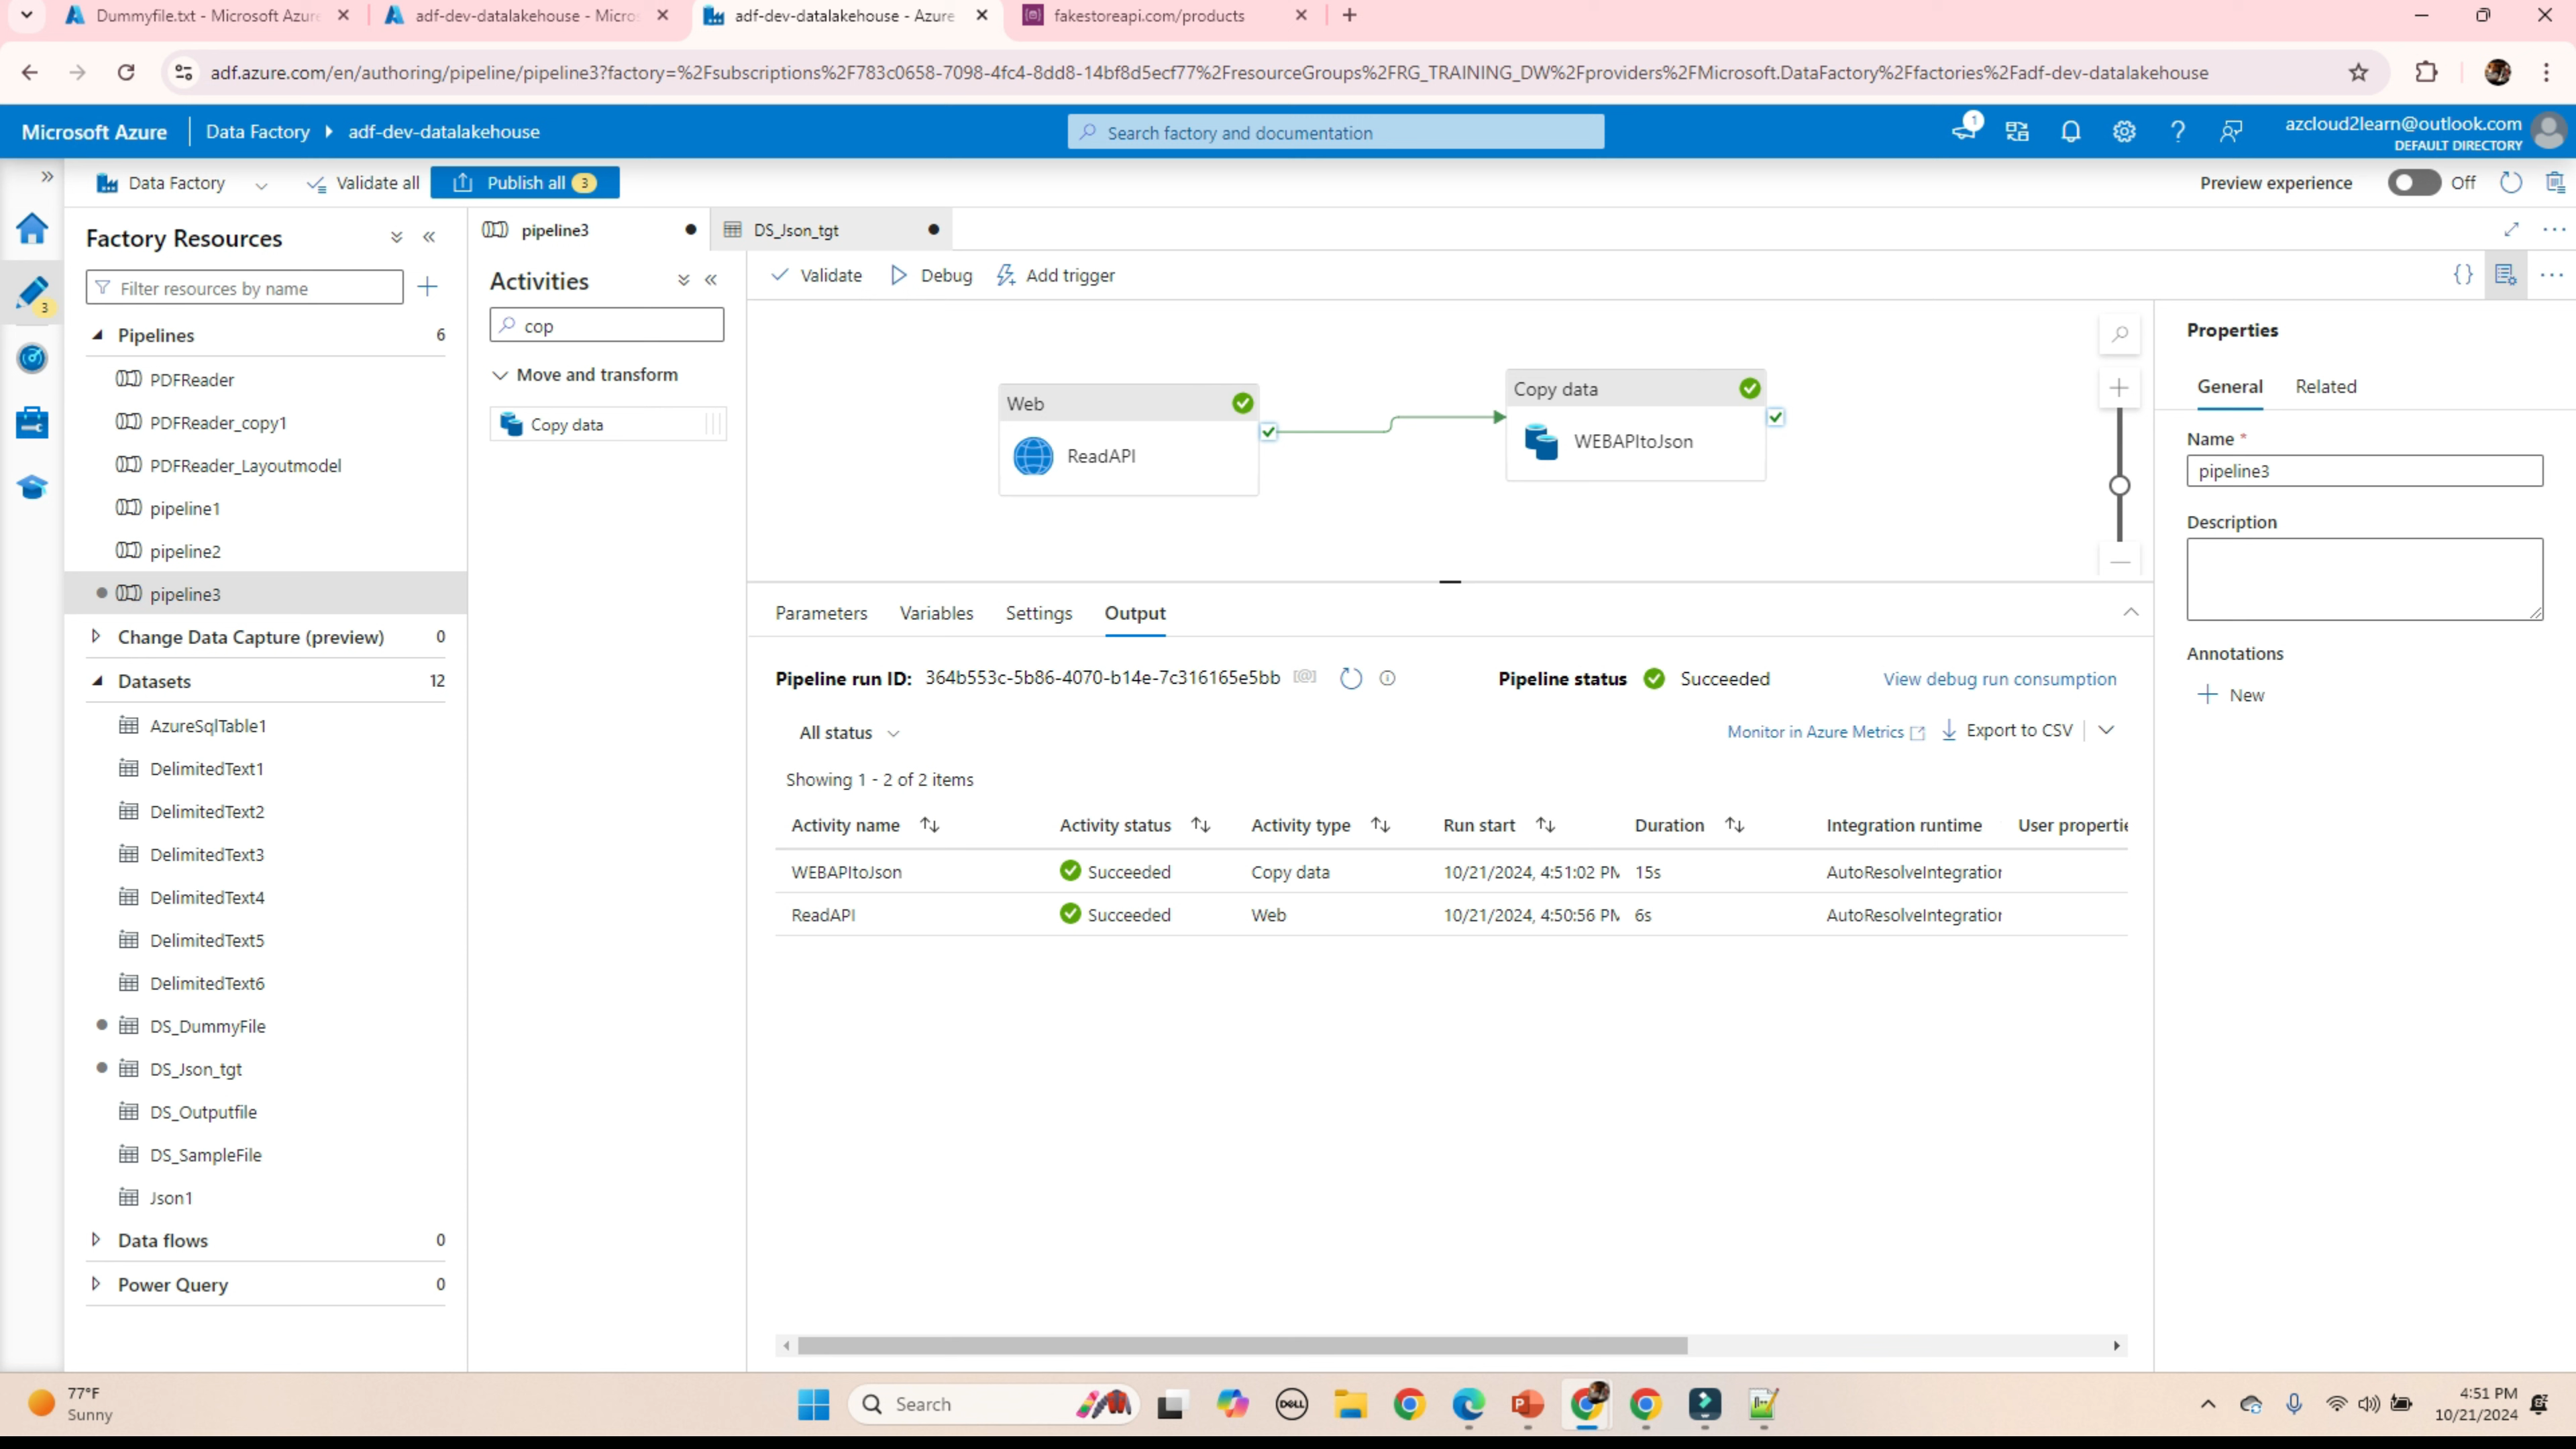 Dummyfile.txt - Microsoft Azure
adf-dev-datalakehouse - Micros
adf-dev-datalakehouse - Azure
fakestoreapi.com/products
adf.azure.com/en/authoring/pipeline/pipeline3?factory=%2Fsubscriptions%2F783c0658-7098-4fc4-8dd8-14bf8d5ecf77%2FresourceGroups%2FRG_TRAINING_DW%2Fproviders%2FMicrosoft.DataFactory%2Ffactories%2Fadf-dev-datalakehouse
Microsoft Azure
Data Factory
adf-dev-datalakehouse
Search factory and documentation
1
azcloud2learn@outlook.com
DEFAULT DIRECTORY
Data Factory
Validate all
Publish all 3
Preview experience
Off
3
Factory Resources
Filter resources by name
Pipelines 6
PDFReader
PDFReader_copy1
PDFReader_Layoutmodel
pipeline1
pipeline2
pipeline3
Change Data Capture (preview) 0
Datasets 12
AzureSqlTable1
DelimitedText1
DelimitedText2
DelimitedText3
DelimitedText4
DelimitedText5
DelimitedText6
DS_DummyFile
DS_Json_tgt
DS_Outputfile
DS_SampleFile
Json1
Data flows 0
Power Query 0
pipeline3
DS_Json_tgt
Activities
cop
Move and transform
Copy data
Validate
Debug
Add trigger
Web
ReadAPI
Copy data
WEBAPItoJson
Parameters
Variables
Settings
Output
Pipeline run ID: 364b553c-5b86-4070-b14e-7c316165e5bb
Pipeline status Succeeded
View debug run consumption
All status
Monitor in Azure Metrics
Export to CSV
Showing 1 - 2 of 2 items
Activity name Activity status Activity type Run start Duration Integration runtime User propertie
WEBAPItoJson Succeeded Copy data 10/21/2024, 4:51:02 PM 15s AutoResolveIntegration
ReadAPI Succeeded Web 10/21/2024, 4:50:56 PM 6s AutoResolveIntegration
Properties
General
Related
Name *
pipeline3
Description
Annotations
New
77°F
Sunny
Search
DELL
4:51 PM
10/21/2024